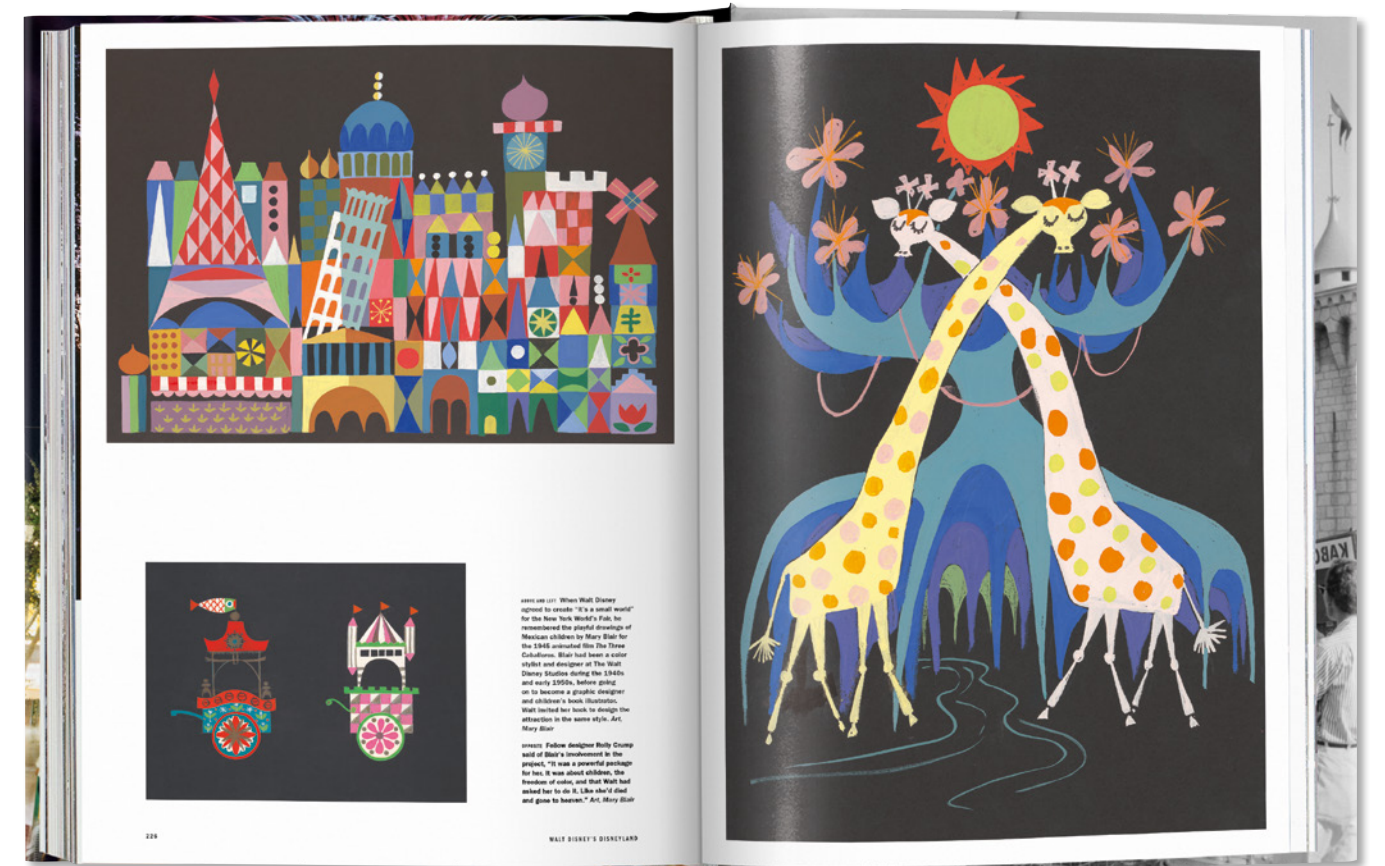 ABOVE AND LEFT When Walt Disney
agreed to create "it's a small world"
for the New York World's Fair, he
remembered the playful drawings of
Mexican children by Mary Blair for
the 1945 animated film The Three
Caballeros. Blair had been a color
stylist and designer at The Walt
Disney Studios during the 1940s
and early 1950s, before going
on to become a graphic designer
and children's book illustrator.
Walt invited her back to design the
attraction in the same style. Art,
Mary Blair
OPPOSITE Fellow designer Rolly Crump
said of Blair's involvement in the
project, "It was a powerful package
for her. It was about children, the
freedom of color, and that Walt had
asked her to do it. Like she'd died
and gone to heaven." Art, Mary Blair
226
WALT DISNEY'S DISNEYLAND